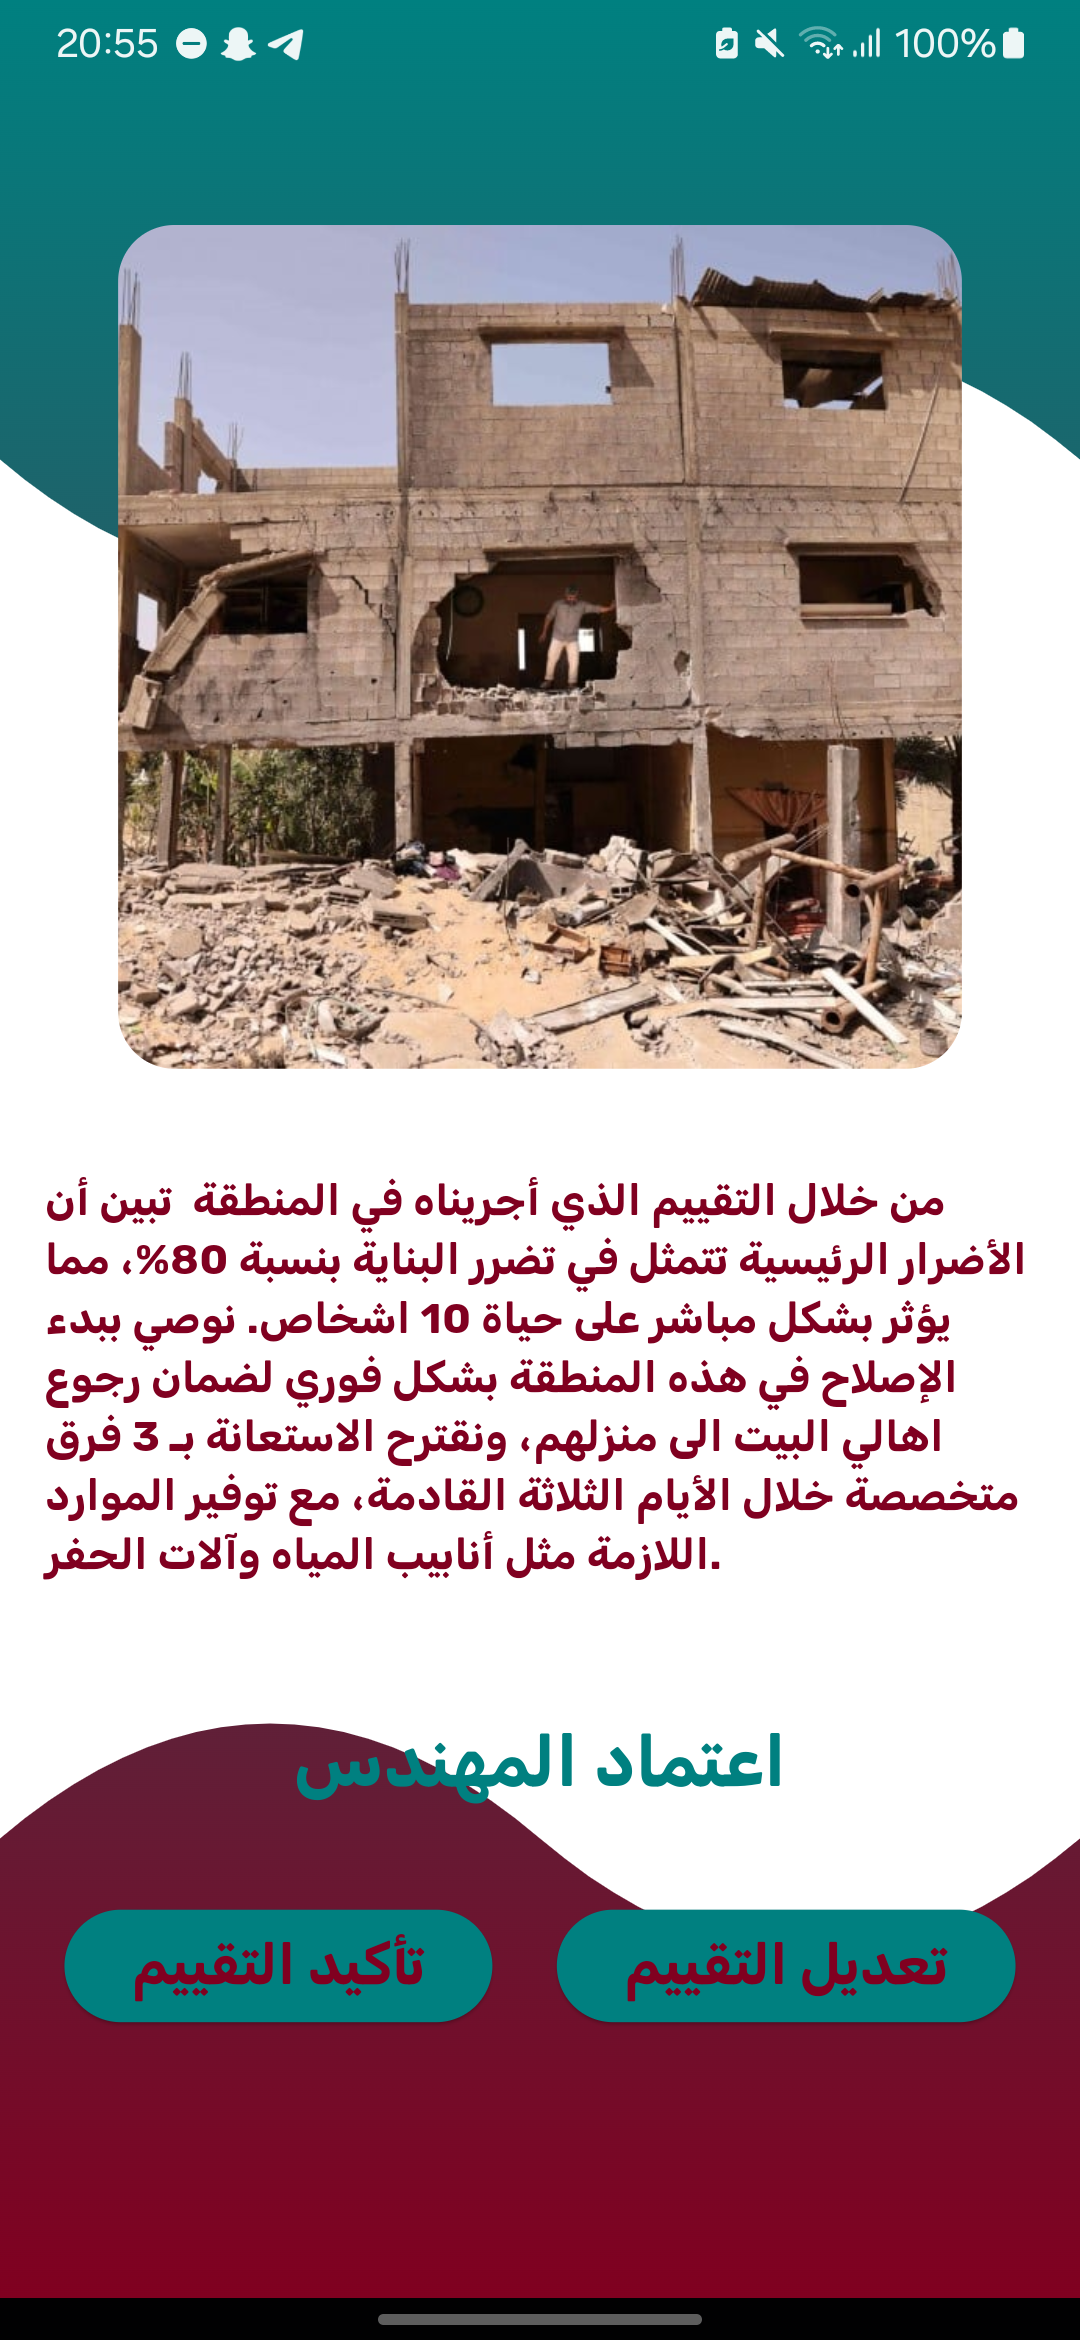 20:55
100%
من خلال التقييم الذي أجريناه في المنطقة  تبين أن
الأضرار الرئيسية تتمثل في تضرر البناية بنسبة 80%، مما
يؤثر بشكل مباشر على حياة 10 اشخاص. نوصي ببدء
الإصلاح في هذه المنطقة بشكل فوري لضمان رجوع
اهالي البيت الى منزلهم، ونقترح الاستعانة بـ 3 فرق
متخصصة خلال الأيام الثلاثة القادمة، مع توفير الموارد
اللازمة مثل أنابيب المياه وآلات الحفر.
اعتماد المهندس
تعديل التقييم
تأكيد التقييم